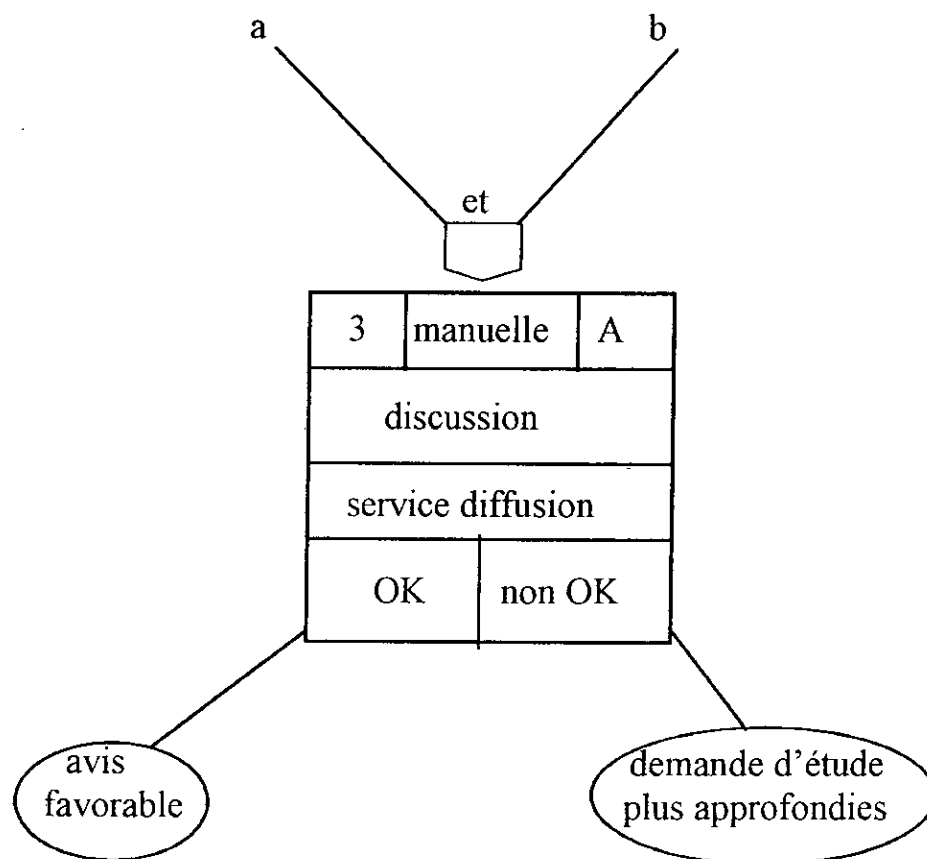 a b
et
3 manuelle A
discussion
service diffusion
OK non OK
avis
favorable
demande d'étude
plus approfondies